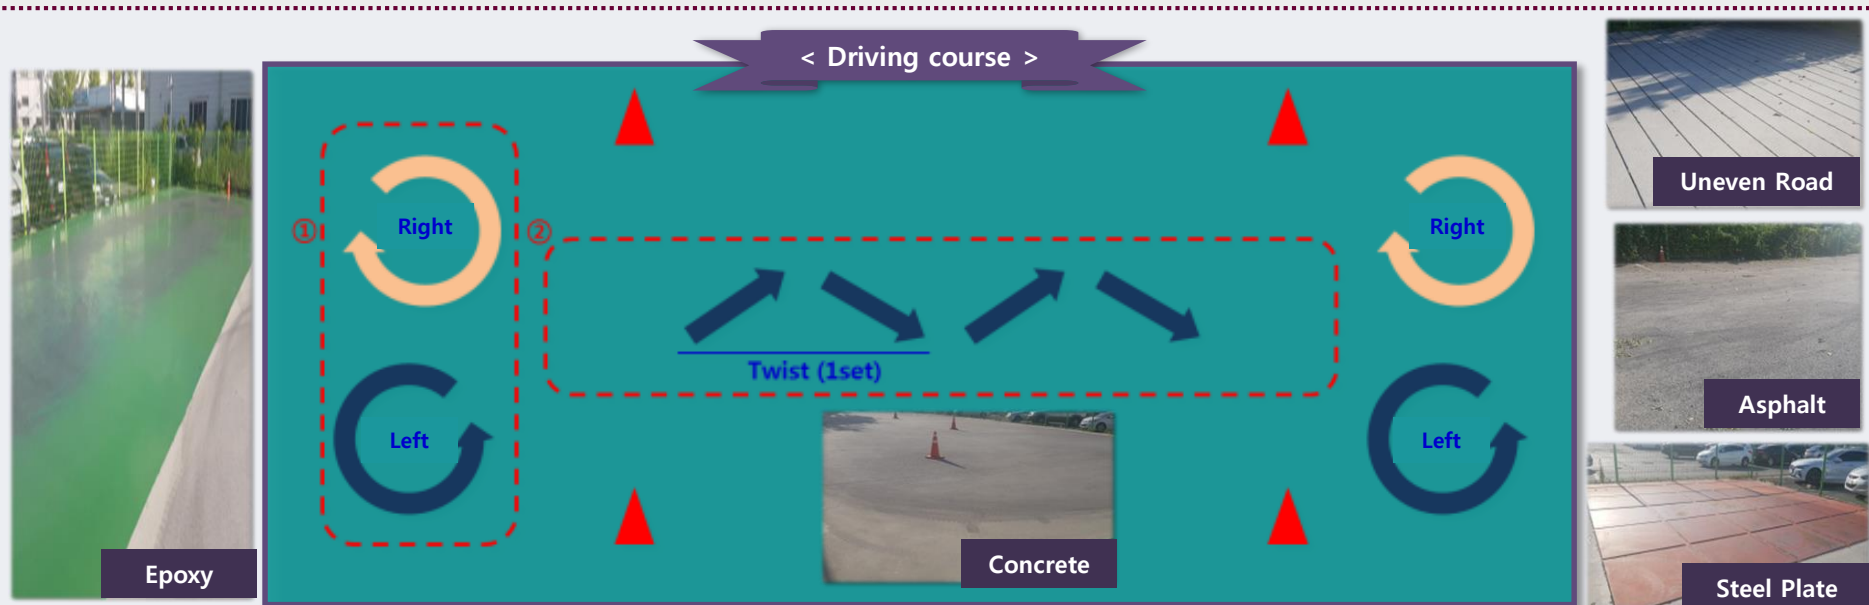 < Driving course >
Uneven Road
①
Right
②
Right
Twist (1set)
Asphalt
Left
Left
Concrete
Epoxy
Steel Plate